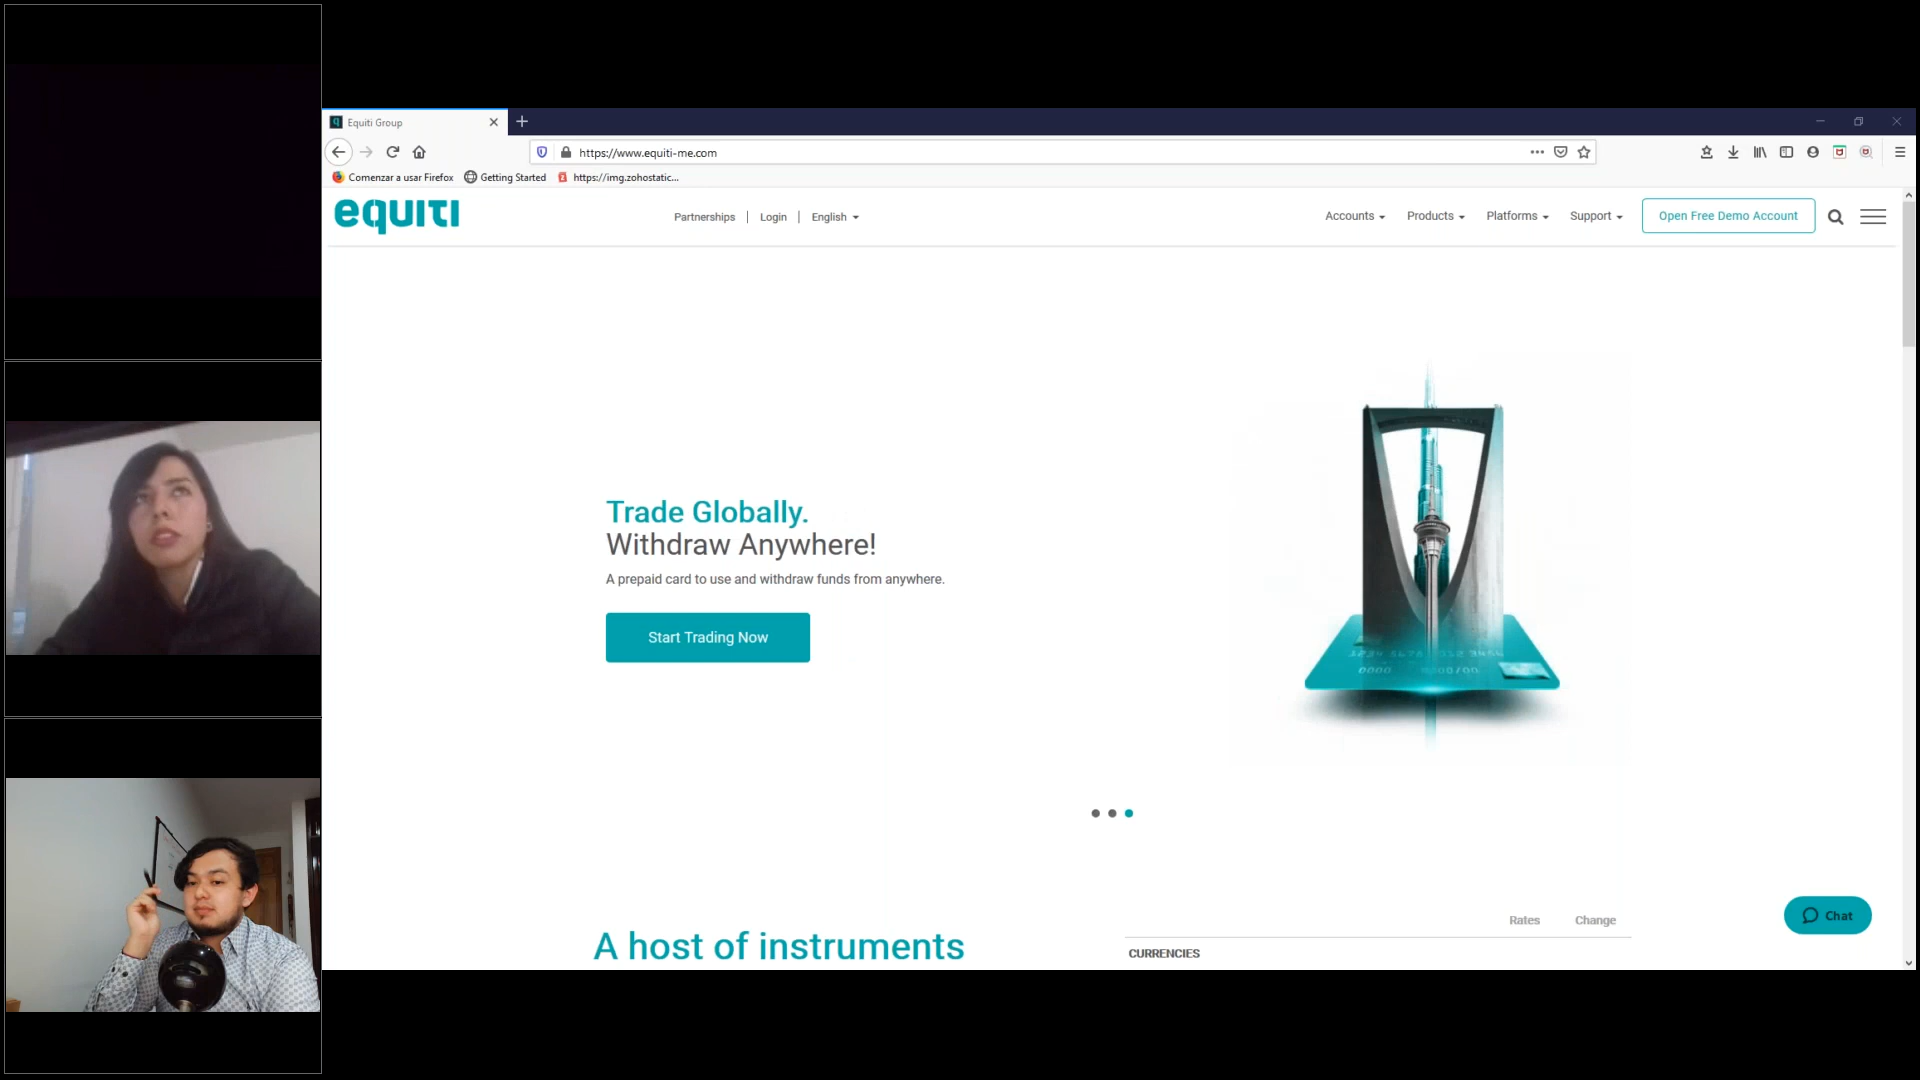 Equiti Group
https://www.equiti-me.com
Comenzar a usar Firefox
Getting Started
https://img.zohostatic...
equiti
Partnerships | Login | English
Accounts
Products
Platforms
Support
Open Free Demo Account
Trade Globally.
Withdraw Anywhere!
A prepaid card to use and withdraw funds from anywhere.
Start Trading Now
Rates
Change
Chat
A host of instruments
CURRENCIES